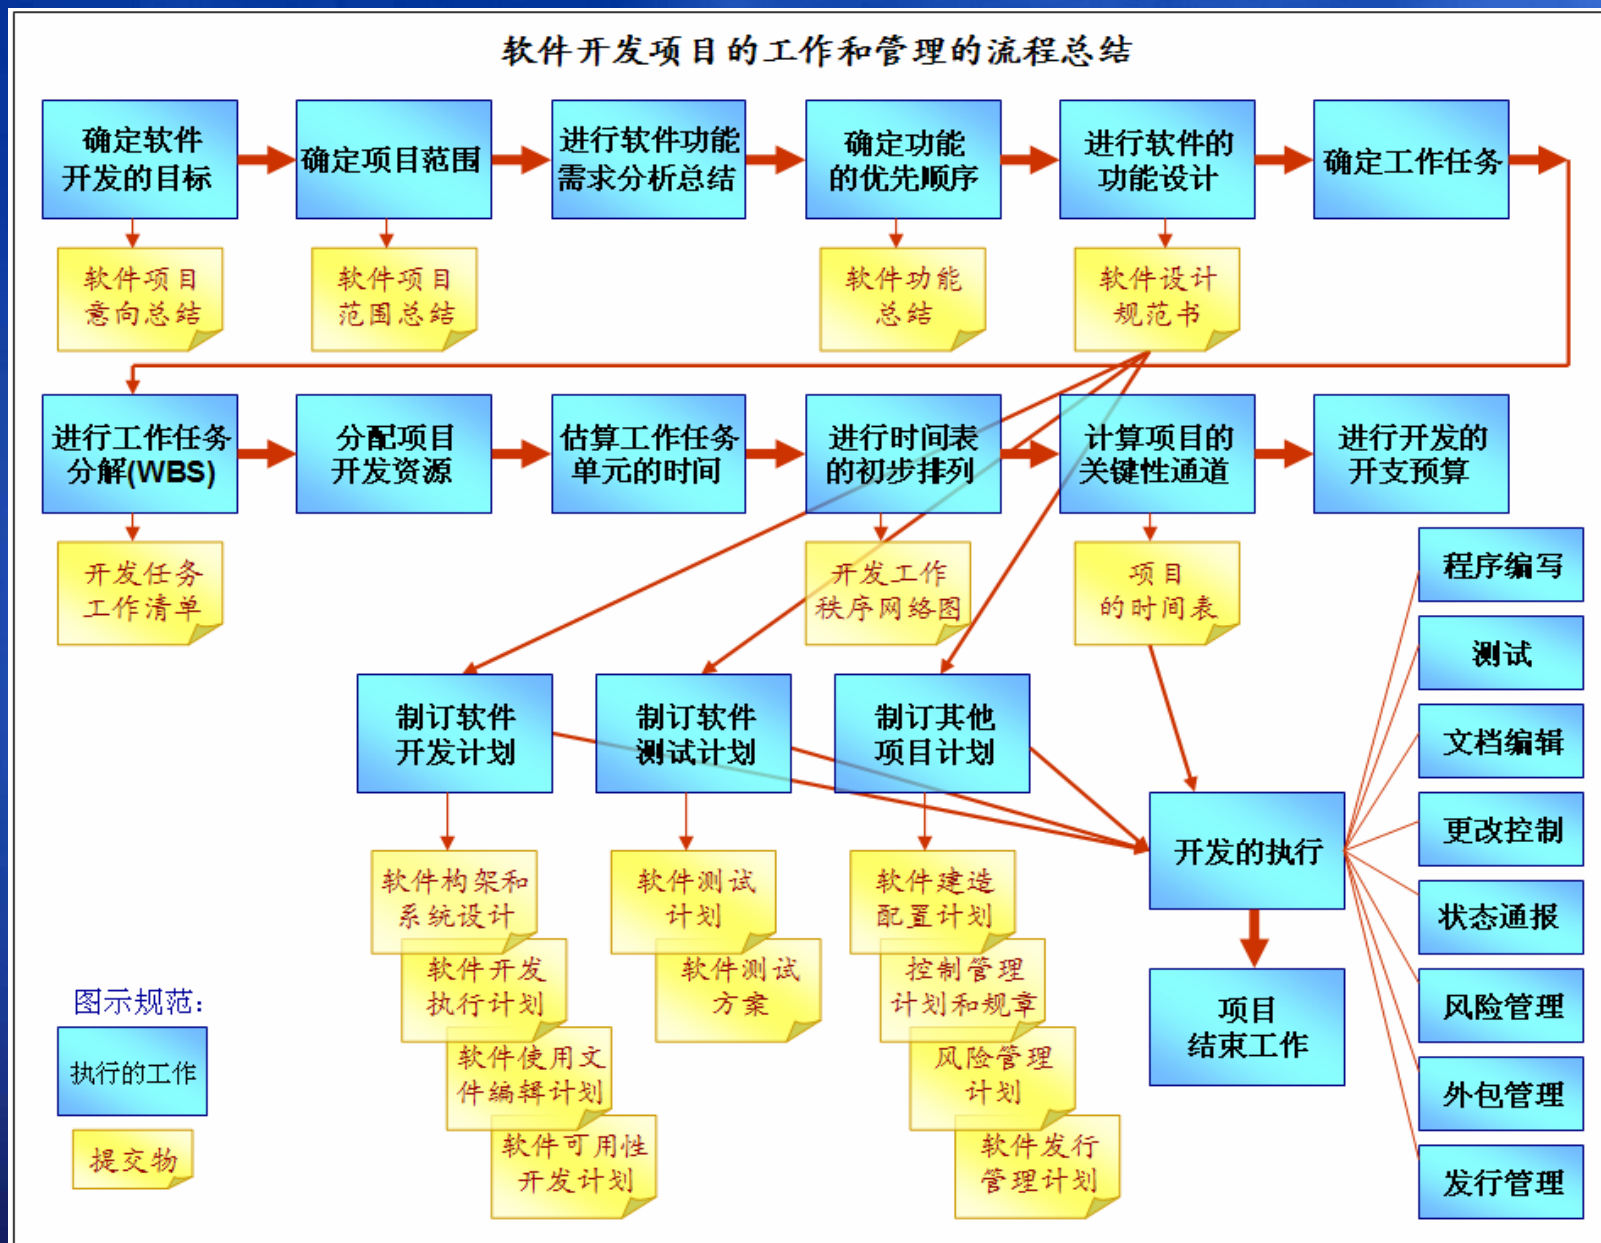 软件开发项目的工作和管理的流程总结
确定软件
开发的目标
确定项目范围
进行软件功能
需求分析总结
确定功能
的优先顺序
进行软件的
功能设计
确定工作任务
软件项目
意向总结
软件项目
范围总结
软件功能
总结
软件设计
规范书
进行工作任务
分解(WBS)
分配项目
开发资源
估算工作任务
单元的时间
进行时间表
的初步排列
计算项目的
关键性通道
进行开发的
开支预算
开发任务
工作清单
开发工作
秩序网络图
项目
的时间表
制订软件
开发计划
制订软件
测试计划
制订其他
项目计划
开发的执行
项目
结束工作
程序编写
测试
文档编辑
更改控制
状态通报
风险管理
外包管理
发行管理
软件构架和
系统设计
软件开发
执行计划
软件使用文
件编辑计划
软件可用性
开发计划
软件测试
计划
软件测试
方案
软件建造
配置计划
控制管理
计划和规章
风险管理
计划
软件发行
管理计划
图示规范：
执行的工作
提交物